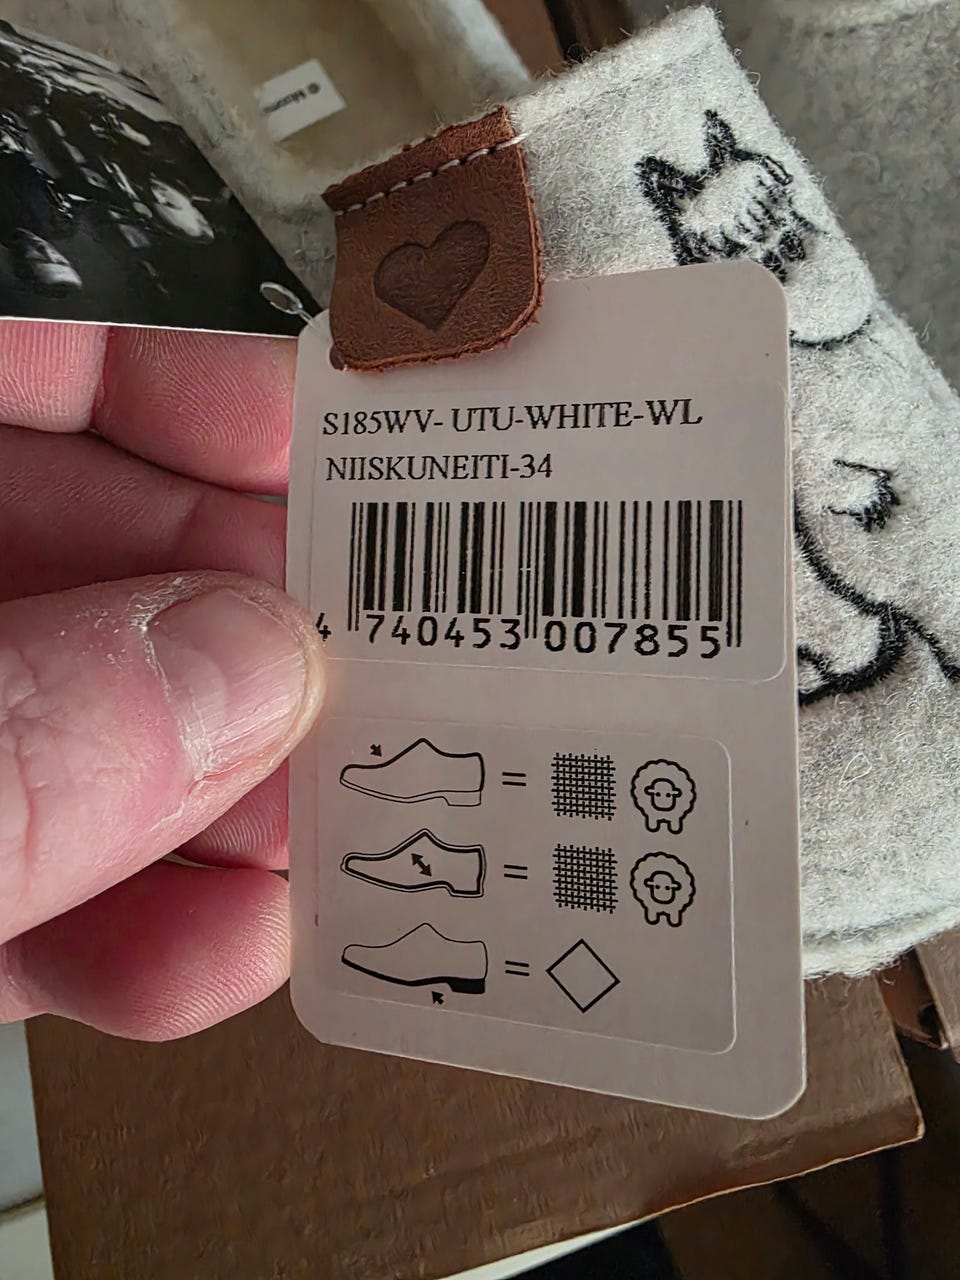 S185WV- UTU-WHITE-WL
NIISKUNEITI-34
4 740453 007855